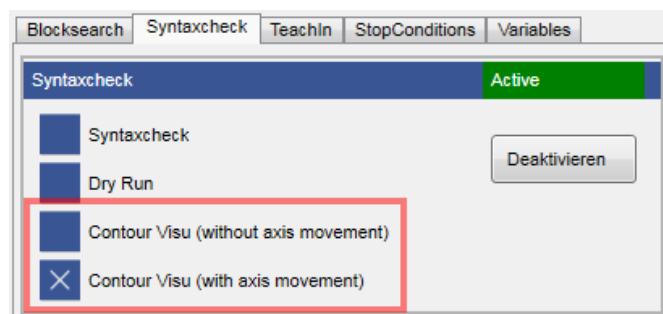 Blocksearch Syntaxcheck TeachIn StopConditions Variables
Syntaxcheck Active
Syntaxcheck
Deaktivieren
Dry Run
Contour Visu (without axis movement)
Contour Visu (with axis movement)